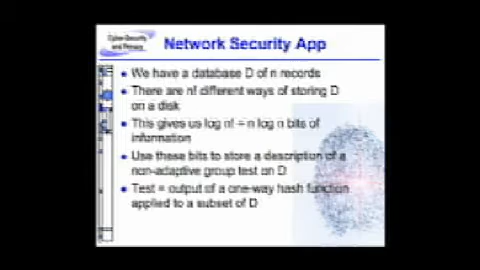 Cyber-Security
and Privacy
Network Security App
We have a database D of n records
There are n! different ways of storing D
on a disk
This gives us log n! = n log n bits of
information
Use these bits to store a description of a
non-adaptive group test on D
Test = output of a one-way hash function
applied to a subset of D